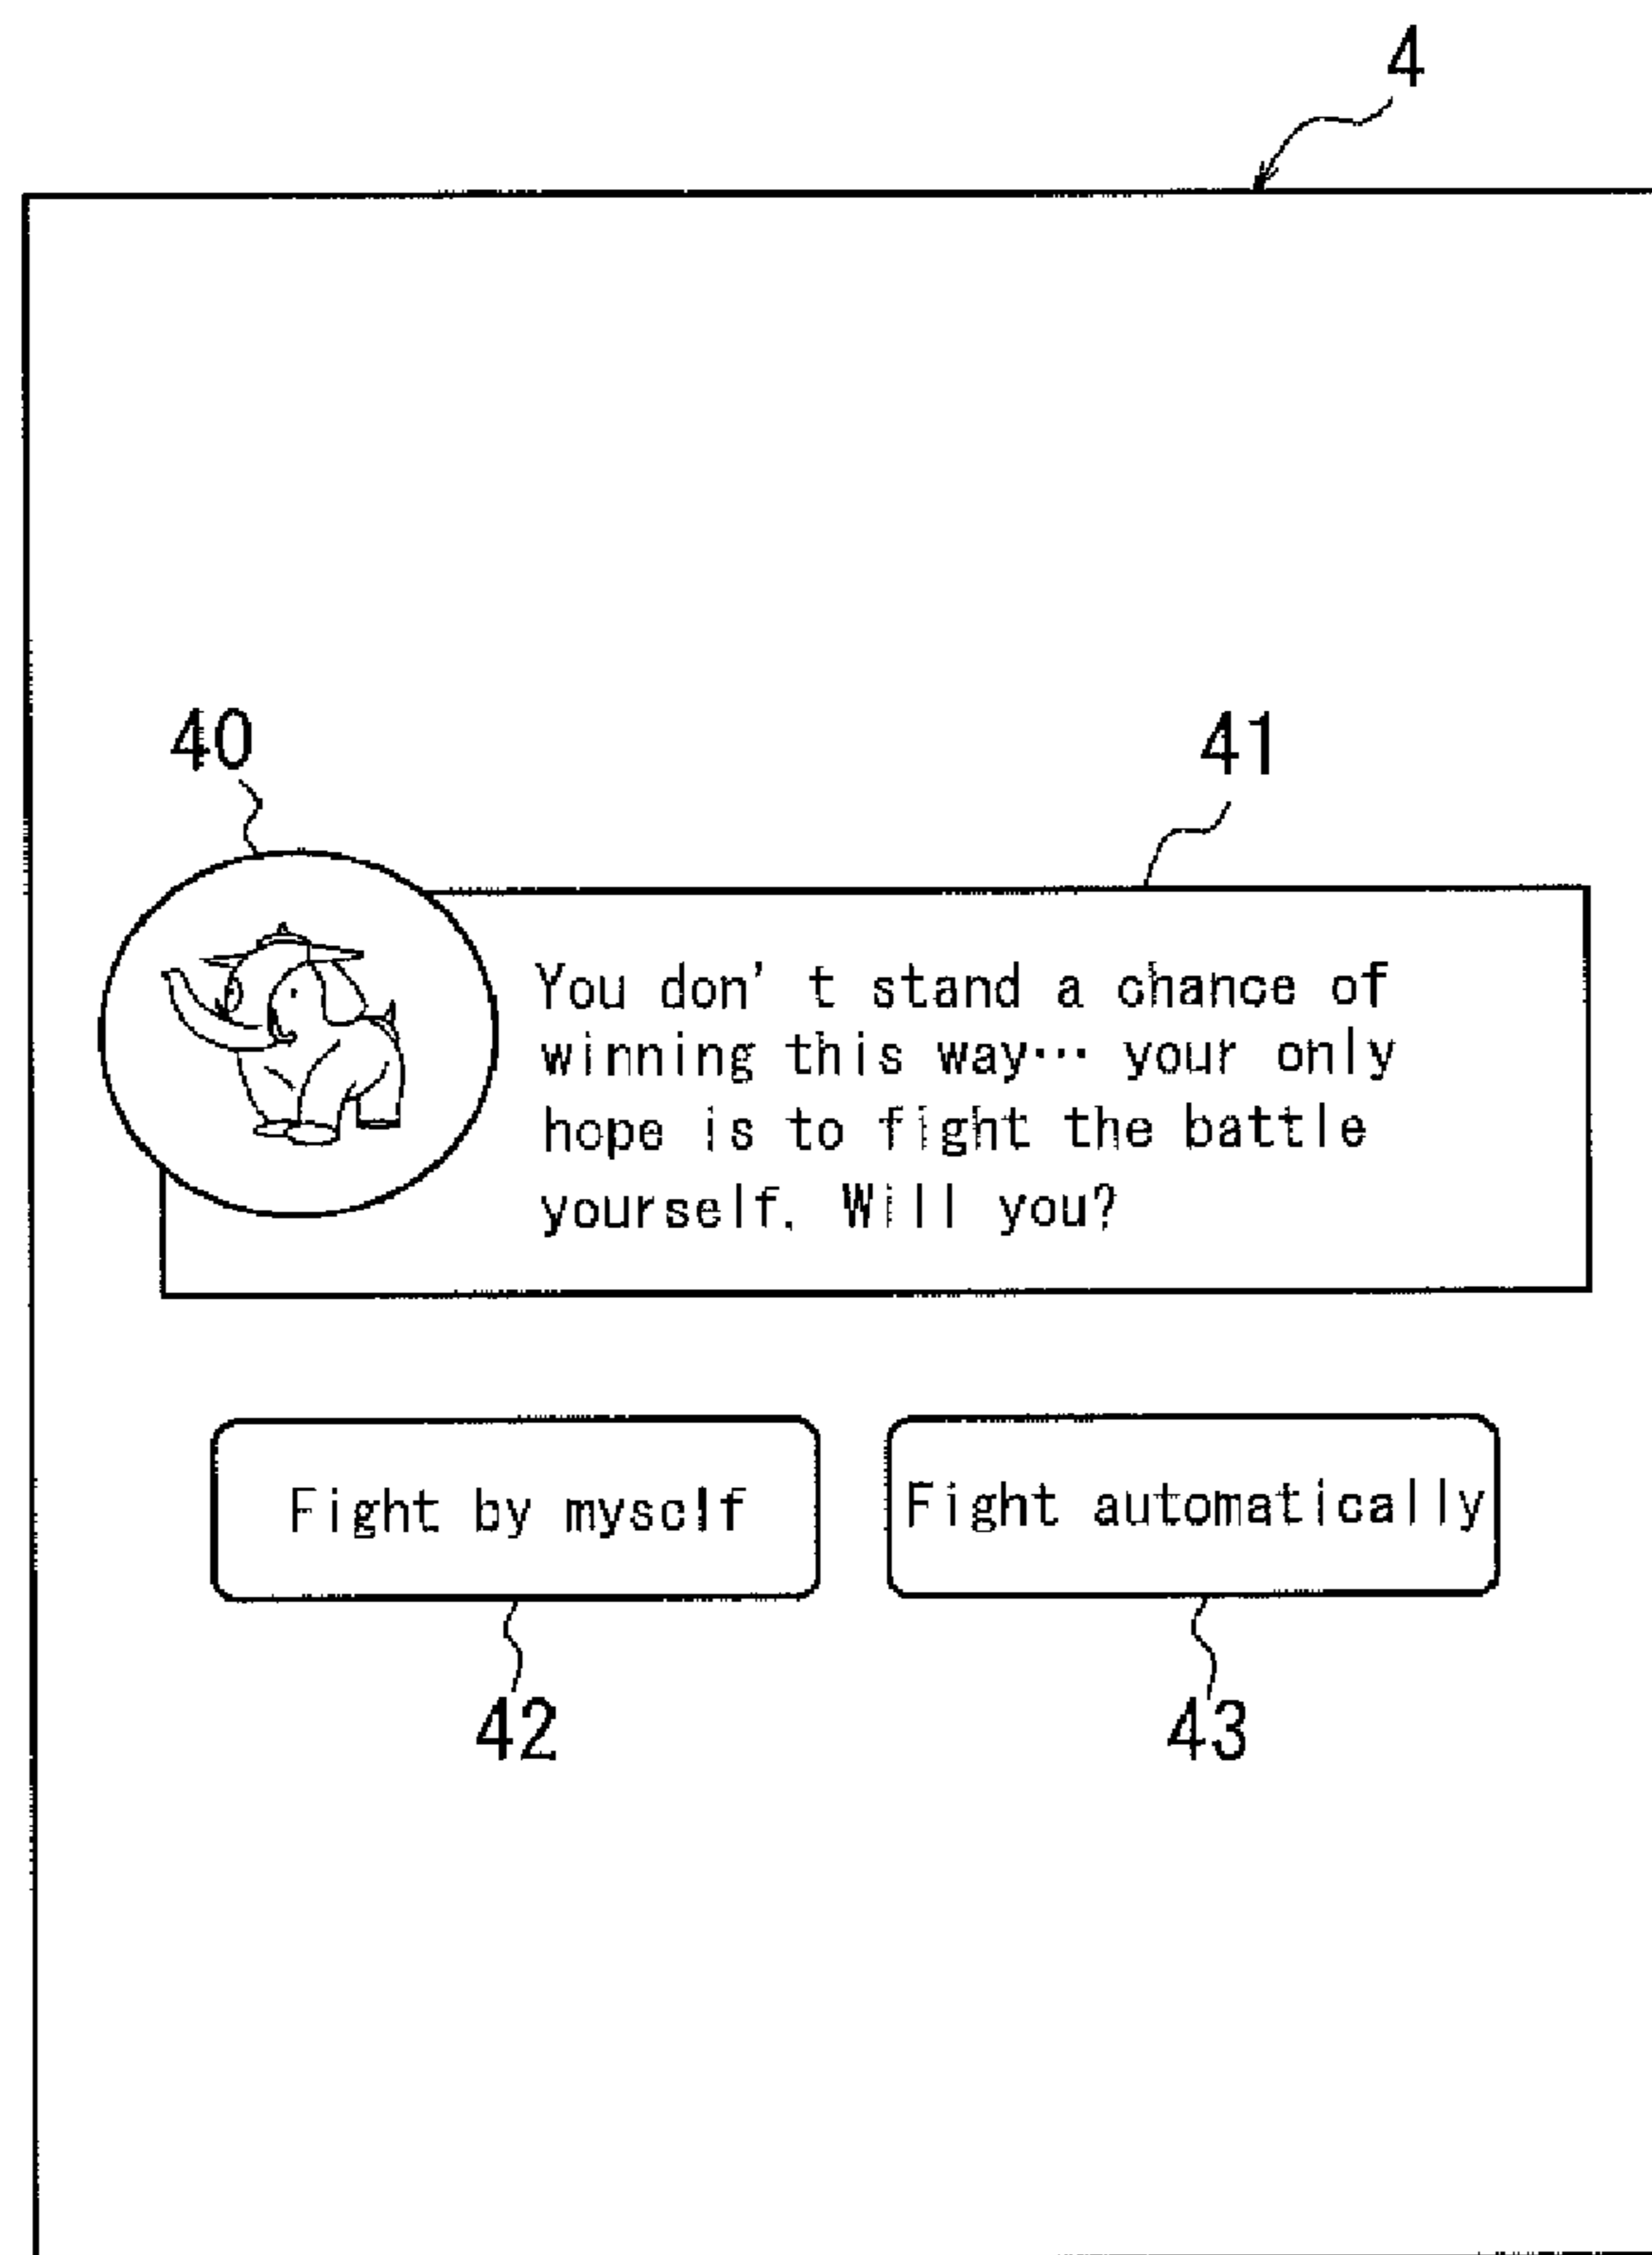 4
40
41
You don't stand a chance of
winning this way… your only
hope is to fight the battle
yourself. Will you?
Fight by myself
Fight automatically
42
43